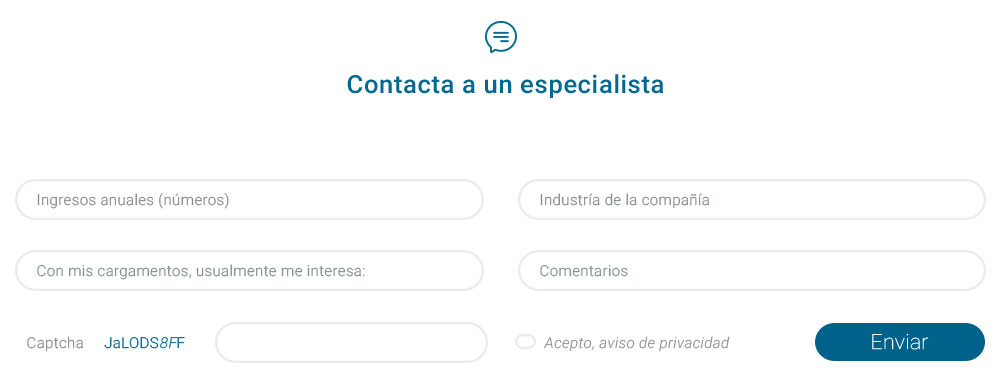 Contacta a un especialista
Ingresos anuales (números)
Industría de la compañía
Con mis cargamentos, usualmente me interesa:
Comentarios
Captcha JaLODS8FF
Acepto, aviso de privacidad
Enviar